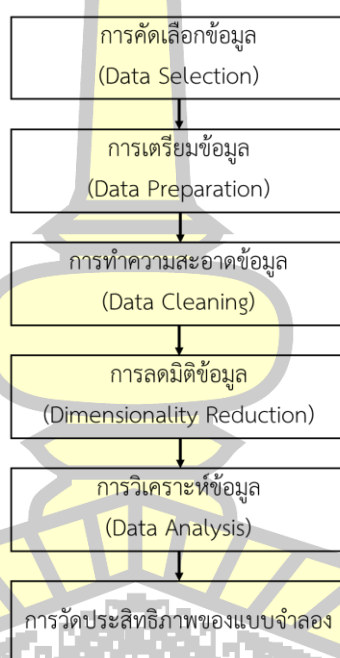 การคัดเลือกข้อมูล
(Data Selection)
การเตรียมข้อมูล
(Data Preparation)
การทำความสะอาดข้อมูล
(Data Cleaning)
การลดมิติข้อมูล
(Dimensionality Reduction)
การวิเคราะห์ข้อมูล
(Data Analysis)
การวัดประสิทธิภาพของแบบจำลอง